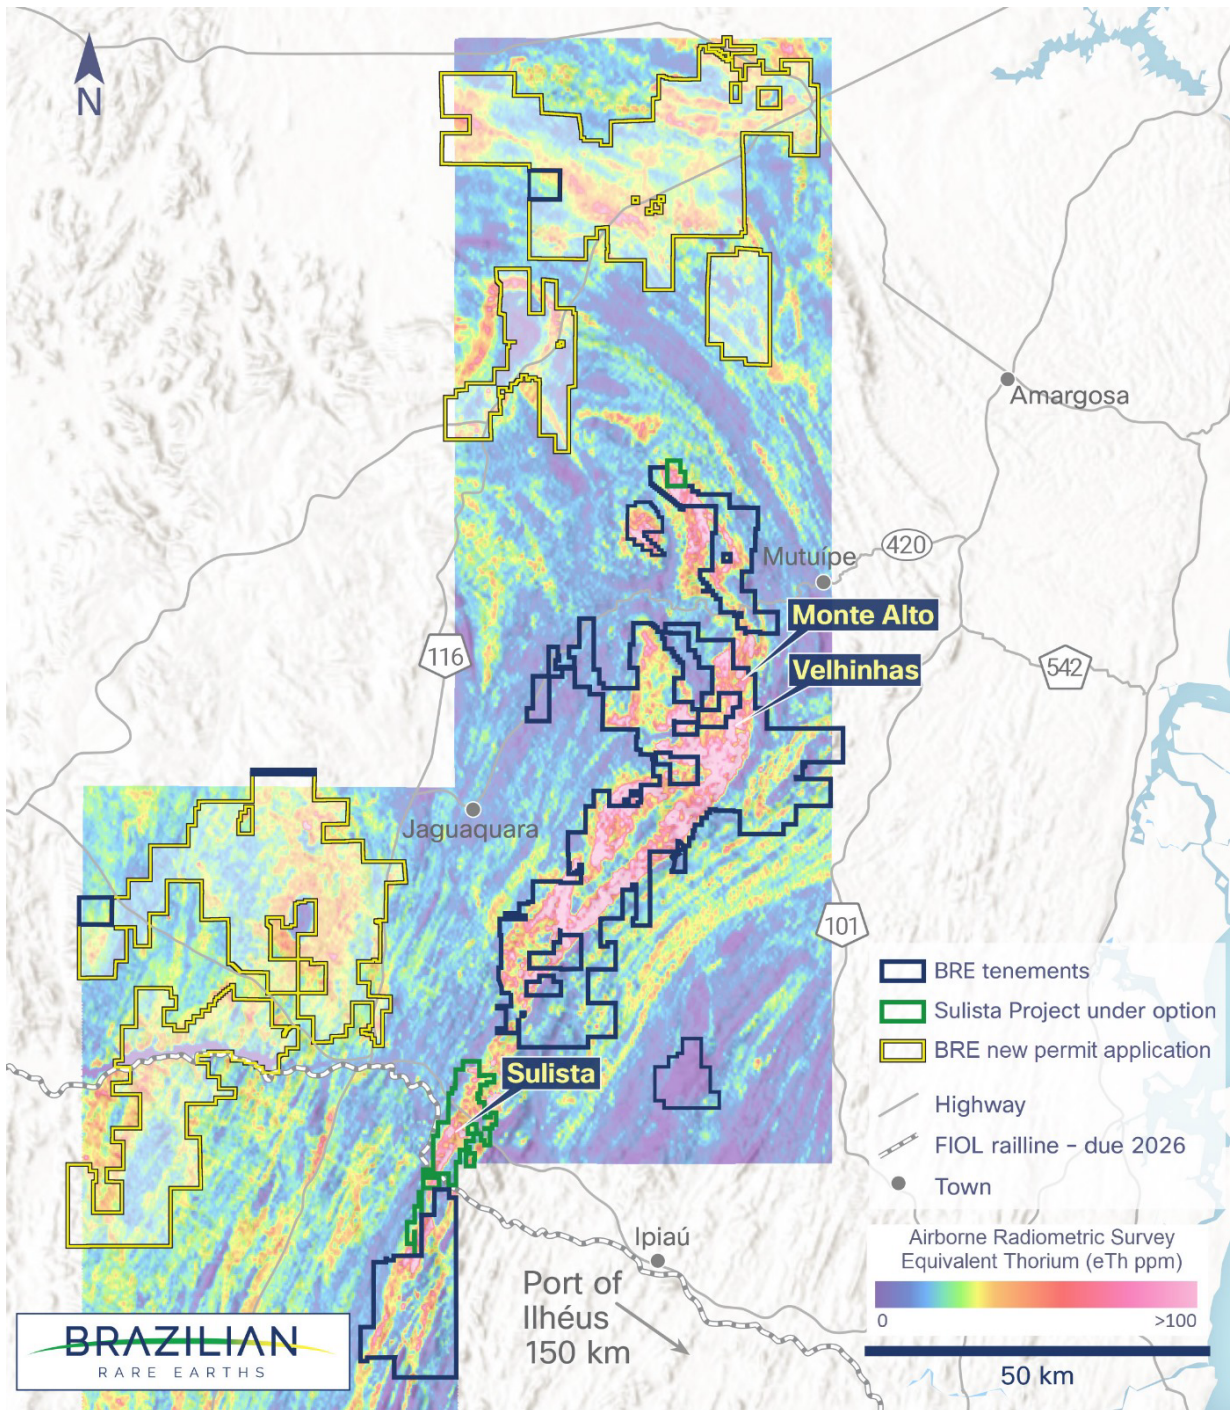 N
Amargosa
420
Mutuípe
Monte Alto
116
542
Velhinhas
Jaguaquara
101
BRE tenements
Sulista Project under option
BRE new permit application
Sulista
Highway
FIOL railline – due 2026
Town
Ipiaú
Airborne Radiometric Survey
Equivalent Thorium (eTh ppm)
0 >100
Port of
Ilhéus
150 km
50 km
BRAZILIAN
RARE EARTHS